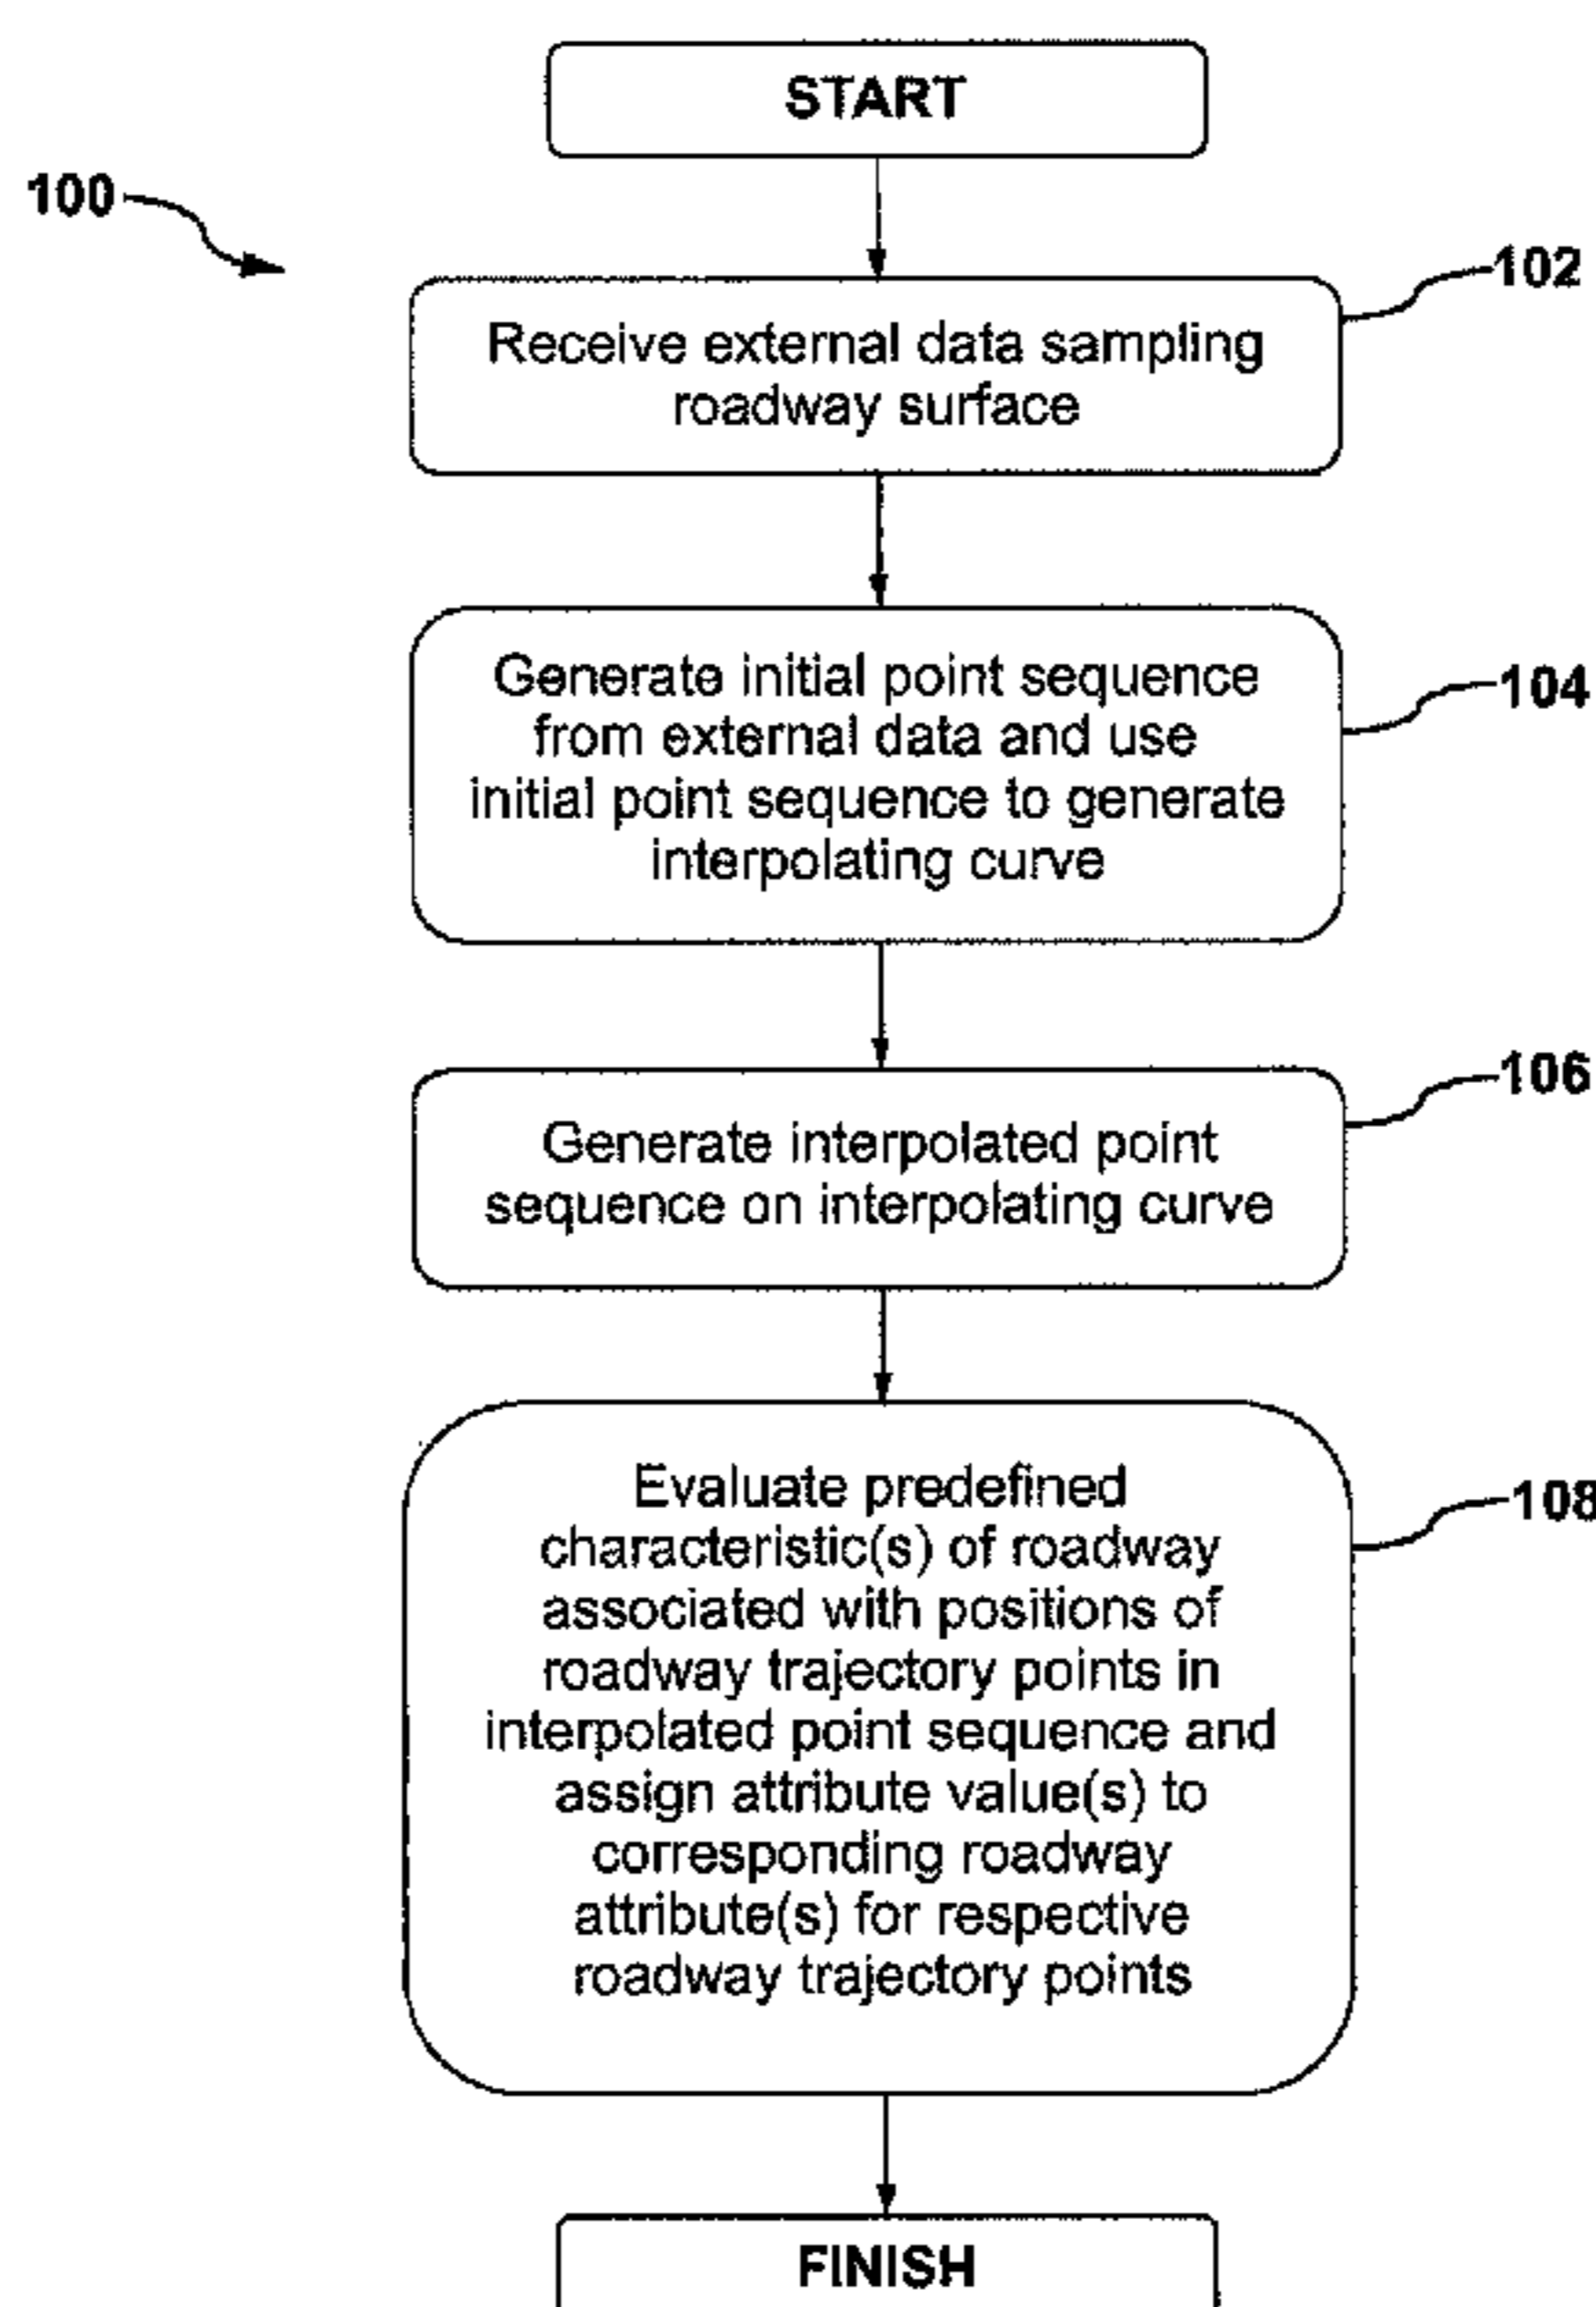 START
100
102
Receive external data sampling
roadway surface
104
Generate initial point sequence
from external data and use
initial point sequence to generate
interpolating curve
106
Generate interpolated point
sequence on interpolating curve
108
Evaluate predefined
characteristic(s) of roadway
associated with positions of
roadway trajectory points in
interpolated point sequence and
assign attribute value(s) to
corresponding roadway
attribute(s) for respective
roadway trajectory points
FINISH